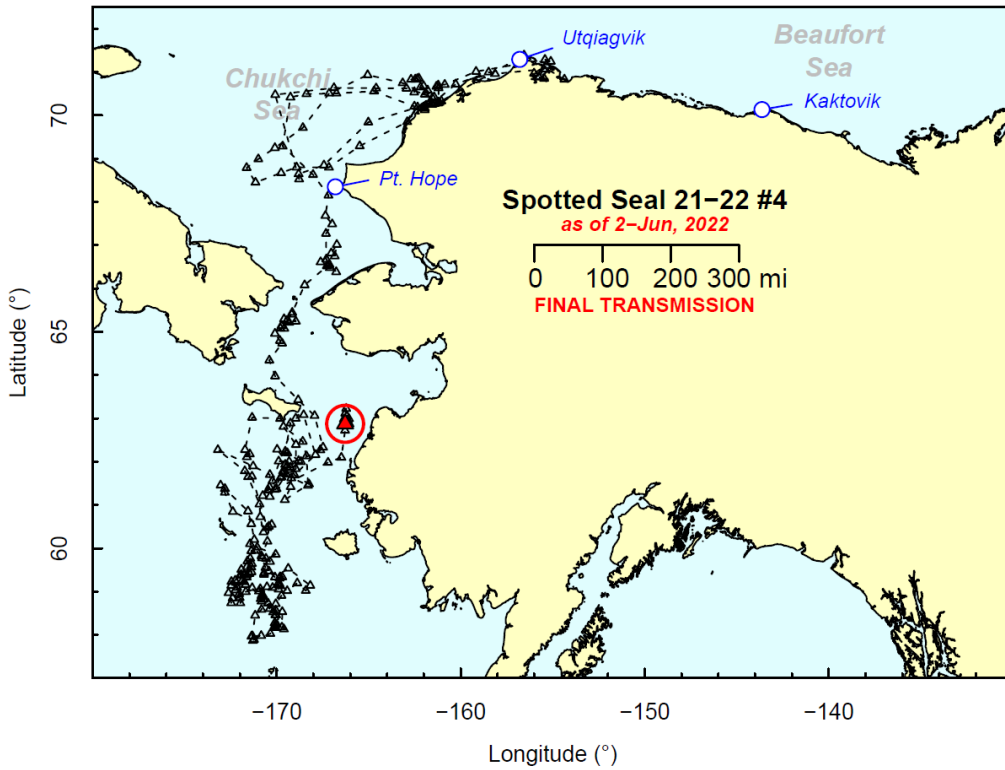 Utqiagvik
Beaufort
Sea
Chukchi
Sea
Kaktovik
Pt. Hope
Spotted Seal 21−22 #4
as of 2−Jun, 2022
0 100 200 300 mi
FINAL TRANSMISSION
70
65
60
Latitude (°)
−170 −160 −150 −140
Longitude (°)